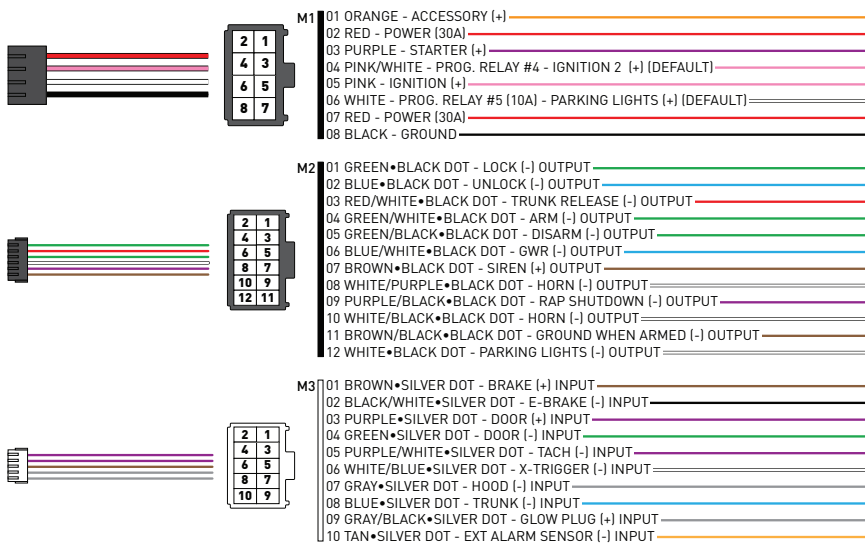 M1 01 ORANGE - ACCESSORY (+)
02 RED - POWER (30A)
03 PURPLE - STARTER (+)
04 PINK/WHITE - PROG. RELAY #4 - IGNITION 2 (+) (DEFAULT)
05 PINK - IGNITION (+)
06 WHITE - PROG. RELAY #5 (10A) - PARKING LIGHTS (+) (DEFAULT)
07 RED - POWER (30A)
08 BLACK - GROUND
2 1
4 3
6 5
8 7
M2 01 GREEN•BLACK DOT - LOCK (-) OUTPUT
02 BLUE•BLACK DOT - UNLOCK (-) OUTPUT
03 RED/WHITE•BLACK DOT - TRUNK RELEASE (-) OUTPUT
04 GREEN/WHITE•BLACK DOT - ARM (-) OUTPUT
05 GREEN/BLACK•BLACK DOT - DISARM (-) OUTPUT
06 BLUE/WHITE•BLACK DOT - GWR (-) OUTPUT
07 BROWN•BLACK DOT - SIREN (+) OUTPUT
08 WHITE/PURPLE•BLACK DOT - HORN (-) OUTPUT
09 PURPLE/BLACK•BLACK DOT - RAP SHUTDOWN (-) OUTPUT
10 WHITE/BLACK•BLACK DOT - HORN (-) OUTPUT
11 BROWN/BLACK•BLACK DOT - GROUND WHEN ARMED (-) OUTPUT
12 WHITE•BLACK DOT - PARKING LIGHTS (-) OUTPUT
2 1
4 3
6 5
8 7
10 9
12 11
M3 01 BROWN•SILVER DOT - BRAKE (+) INPUT
02 BLACK/WHITE•SILVER DOT - E-BRAKE (-) INPUT
03 PURPLE•SILVER DOT - DOOR (+) INPUT
04 GREEN•SILVER DOT - DOOR (-) INPUT
05 PURPLE/WHITE•SILVER DOT - TACH (-) INPUT
06 WHITE/BLUE•SILVER DOT - X-TRIGGER (-) INPUT
07 GRAY•SILVER DOT - HOOD (-) INPUT
08 BLUE•SILVER DOT - TRUNK (-) INPUT
09 GRAY/BLACK•SILVER DOT - GLOW PLUG (+) INPUT
10 TAN•SILVER DOT - EXT ALARM SENSOR (-) INPUT
2 1
4 3
6 5
8 7
10 9